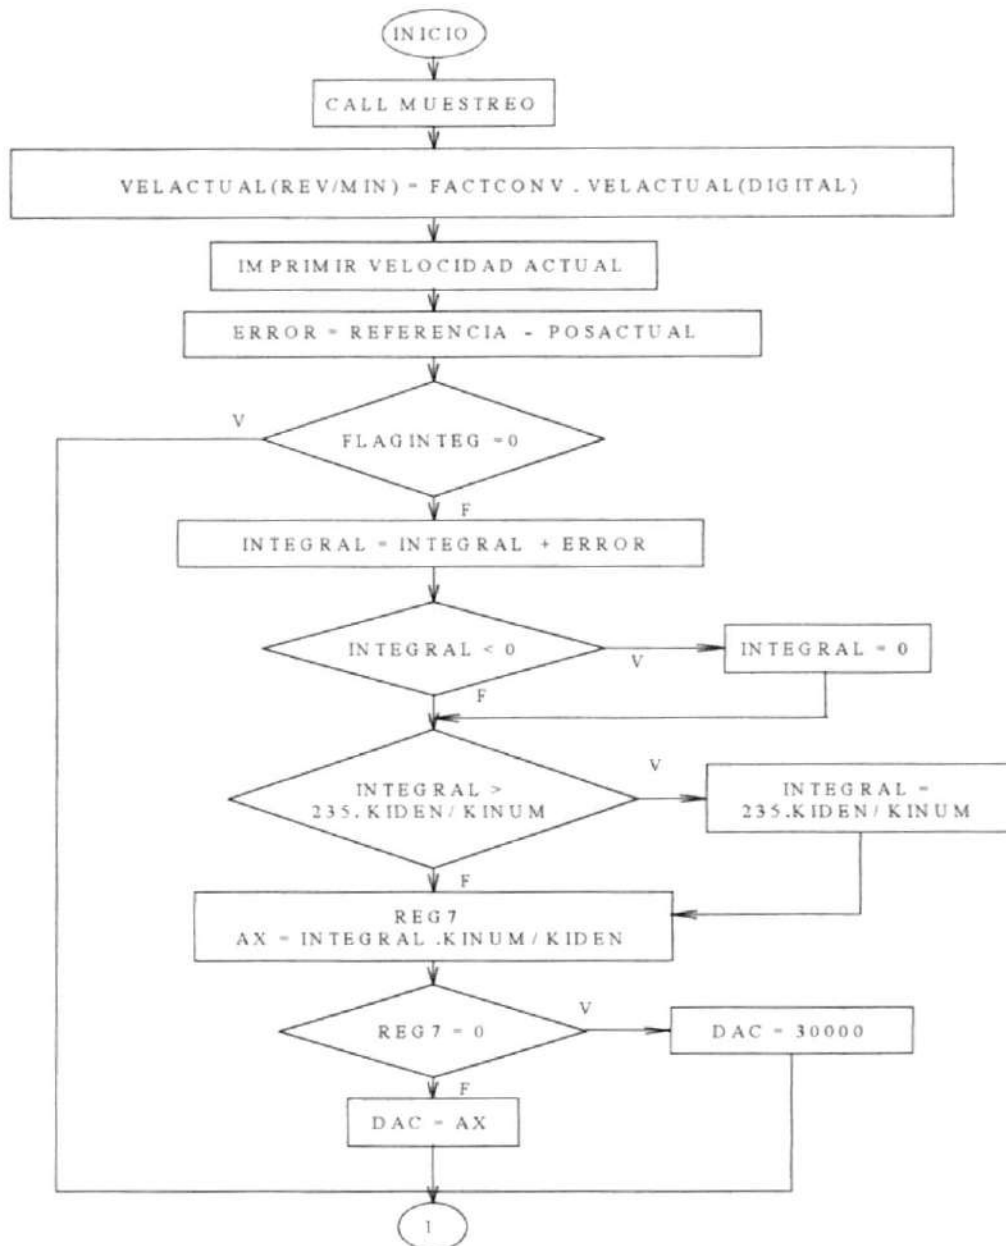 INICIO
CALL MUESTREO
VELACTUAL(REV/MIN) = FACTCONV . VELACTUAL(DIGITAL)
IMPRIMIR VELOCIDAD ACTUAL
ERROR = REFERENCIA - POSACTUAL
V
FLAGINTEG =0
F
INTEGRAL = INTEGRAL + ERROR
INTEGRAL < 0
V
INTEGRAL = 0
F
INTEGRAL >
235.KIDEN/KINUM
V
INTEGRAL =
235.KIDEN/KINUM
F
REG7
AX = INTEGRAL .KINUM/KIDEN
REG7 = 0
V
DAC = 30000
F
DAC = AX
1